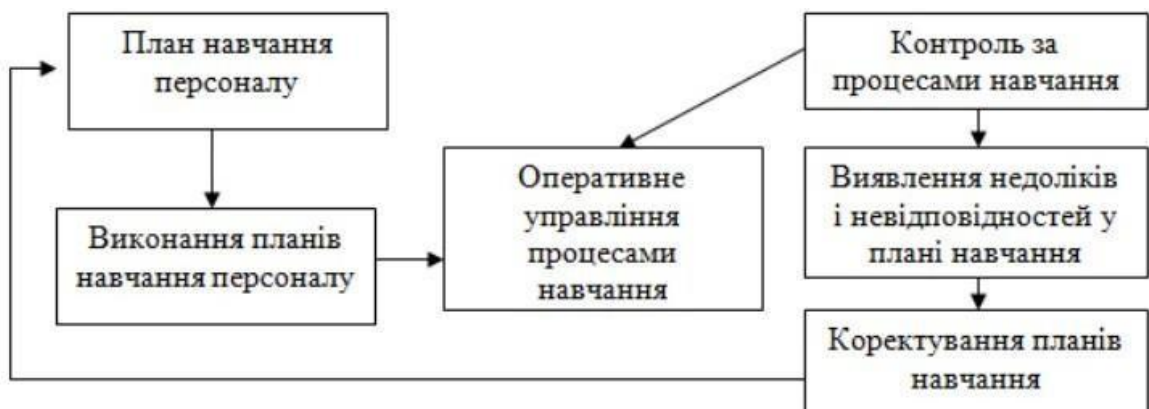 План навчання
персоналу
Виконання планів
навчання персоналу
Оперативне
управління
процесами
навчання
Контроль за
процесами навчання
Виявлення недоліків
і невідповідностей у
плані навчання
Коректування планів
навчання